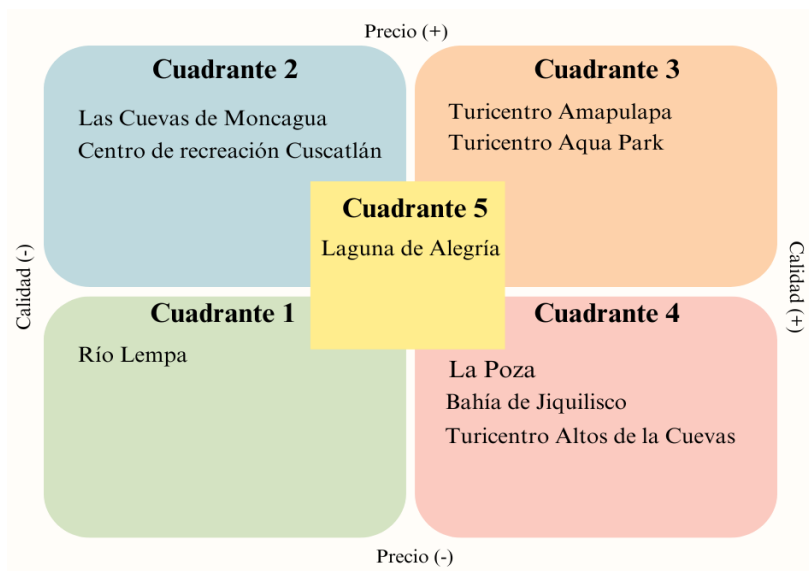 Precio (+)
Cuadrante 2
Las Cuevas de Moncagua
Centro de recreación Cuscatlán
Cuadrante 3
Turicentro Amapulapa
Turicentro Aqua Park
Cuadrante 5
Laguna de Alegría
Calidad (-)
Calidad (+)
Cuadrante 1
Río Lempa
Cuadrante 4
La Poza
Bahía de Jiquilisco
Turicentro Altos de la Cuevas
Precio (-)